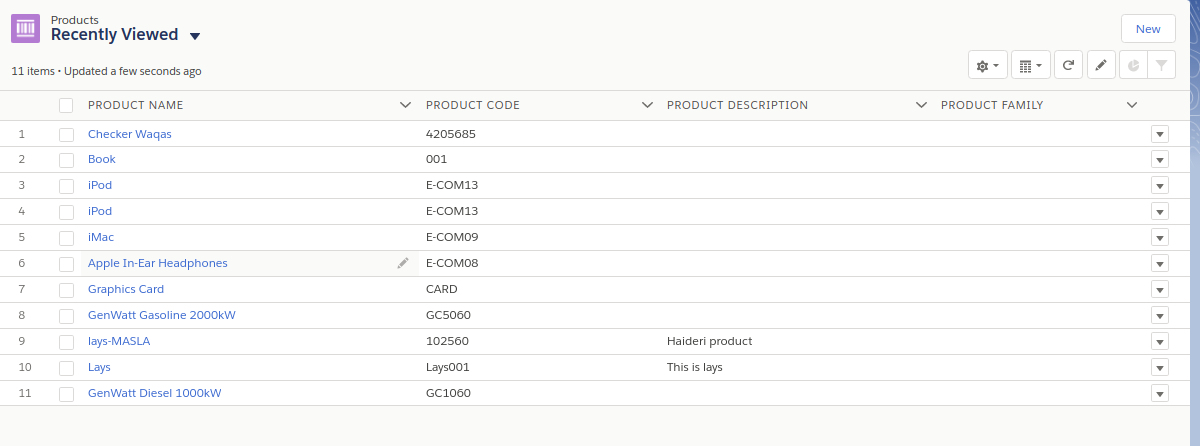 Products
Recently Viewed
New
11 items • Updated a few seconds ago
PRODUCT NAME PRODUCT CODE PRODUCT DESCRIPTION PRODUCT FAMILY
1 Checker Waqas 4205685
2 Book 001
3 iPod E-COM13
4 iPod E-COM13
5 iMac E-COM09
6 Apple In-Ear Headphones E-COM08
7 Graphics Card CARD
8 GenWatt Gasoline 2000kW GC5060
9 lays-MASLA 102560 Haideri product
10 Lays Lays001 This is lays
11 GenWatt Diesel 1000kW GC1060